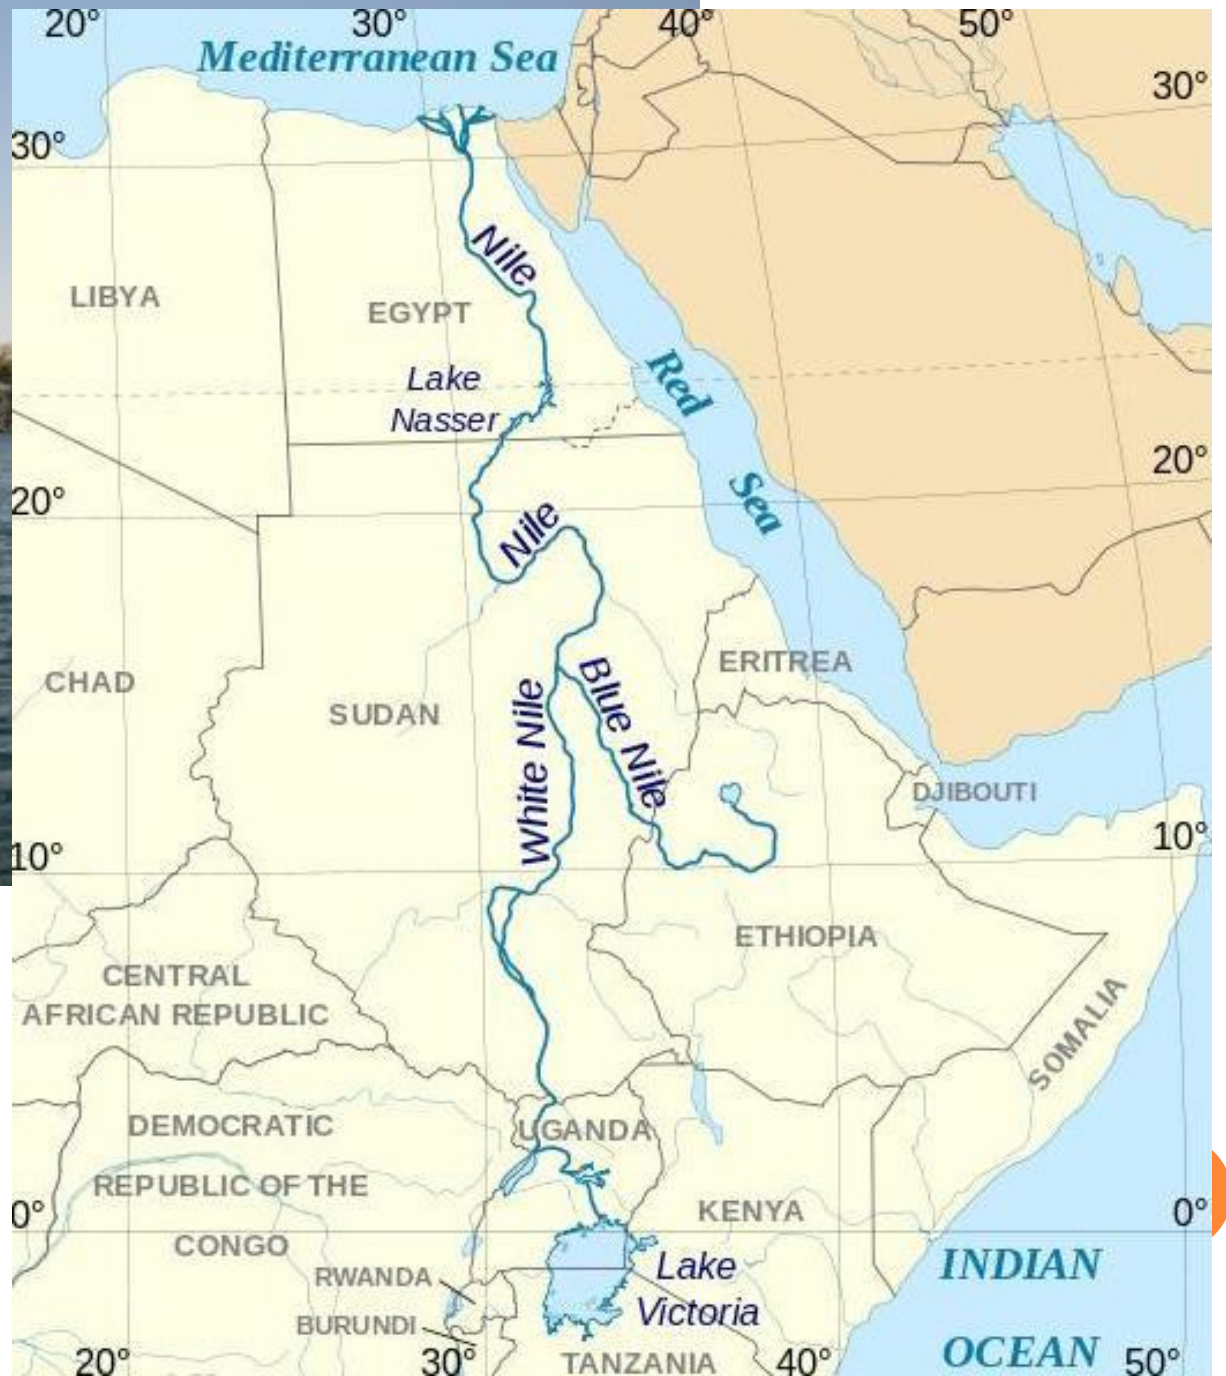 20°
30°
40°
50°
Mediterranean Sea
30°
30°
Nile
LIBYA
EGYPT
Lake
Nasser
Red
Sea
20°
20°
Nile
ERITREA
CHAD
SUDAN
White Nile
Blue Nile
DJIBOUTI
10°
10°
ETHIOPIA
CENTRAL
AFRICAN REPUBLIC
SOMALIA
UGANDA
DEMOCRATIC
REPUBLIC OF THE
CONGO
KENYA
0°
0°
RWANDA
BURUNDI
Lake
Victoria
INDIAN
OCEAN
TANZANIA
20°
30°
40°
50°